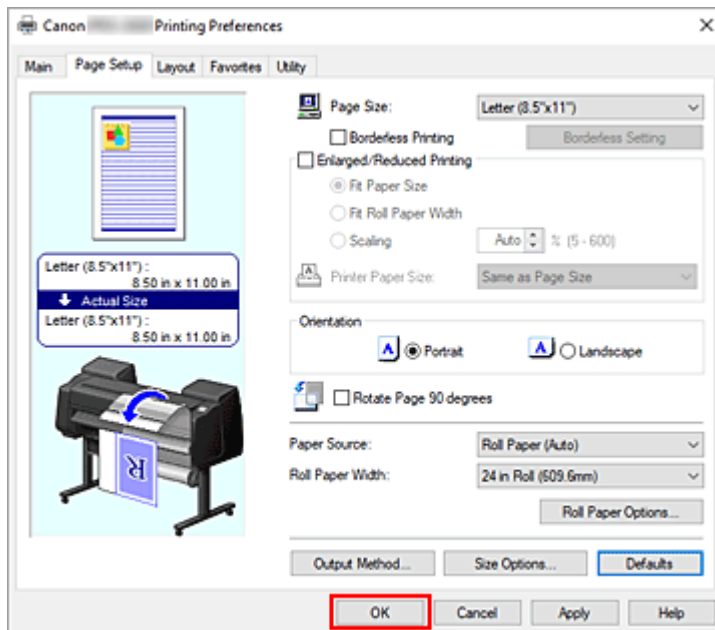 Canon Printing Preferences
Main Page Setup Layout Favorites Utility
Page Size: Letter (8.5"x11")
Borderless Printing Borderless Setting
Enlarged/Reduced Printing
Fit Paper Size
Fit Roll Paper Width
Scaling Auto % (5 - 600)
Printer Paper Size: Same as Page Size
Letter (8.5"x11") :
8.50 in x 11.00 in
Actual Size
Letter (8.5"x11") :
8.50 in x 11.00 in
Orientation
A Portrait A Landscape
Rotate Page 90 degrees
R
Paper Source: Roll Paper (Auto)
Roll Paper Width: 24 in Roll (609.6mm)
Roll Paper Options...
Output Method... Size Options... Defaults
OK Cancel Apply Help